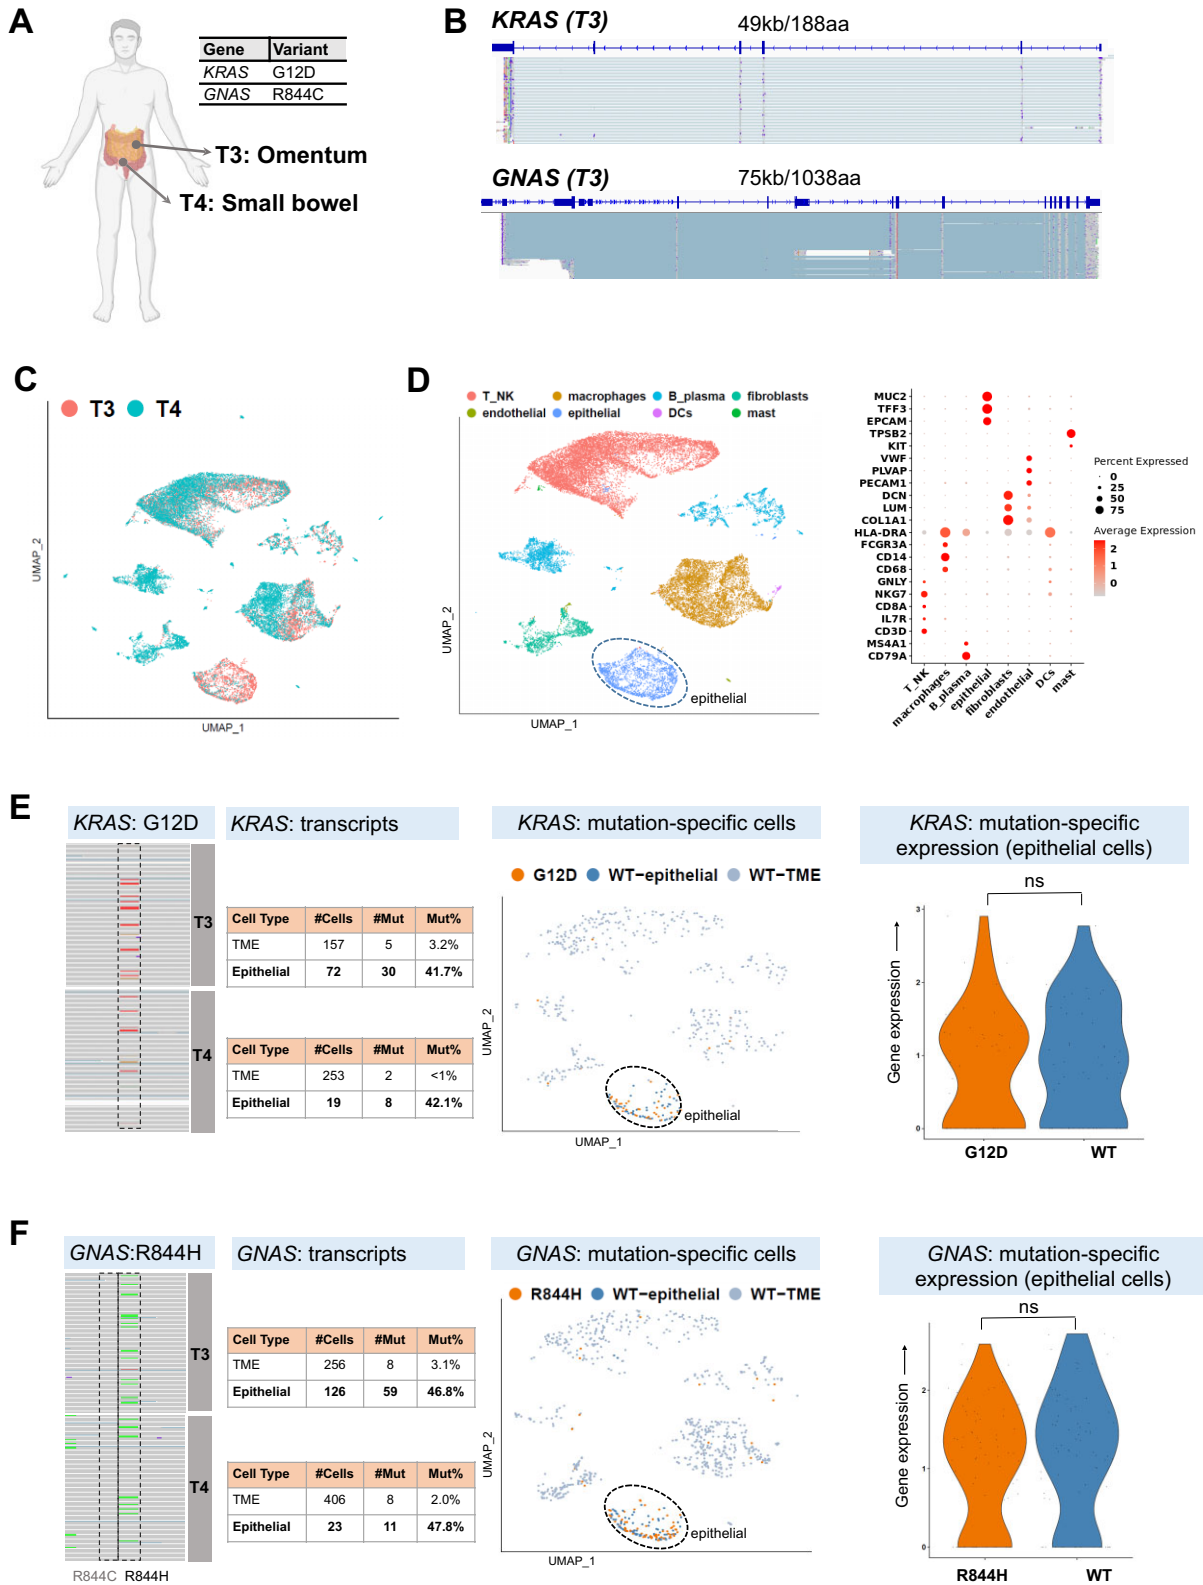 A
Gene Variant
KRAS G12D
GNAS R844C
T3: Omentum
T4: Small bowel
B
KRAS (T3) 49kb/188aa
GNAS (T3) 75kb/1038aa
C
T3 T4
UMAP_2
UMAP_1
D
T_NK macrophages B_plasma fibroblasts
endothelial epithelial DCs mast
epithelial
UMAP_2
UMAP_1
MUC2
TFF3
EPCAM
TPSB2
KIT
VWF
PLVAP
PECAM1
DCN
LUM
COL1A1
HLA-DRA
FCGR3A
CD14
CD68
GNLY
NKG7
CD8A
IL7R
CD3D
MS4A1
CD79A
T_NK
macrophages
B_plasma
epithelial
fibroblasts
endothelial
DCs
mast
Percent Expressed
0
25
50
75
Average Expression
2
1
0
E
KRAS: G12D
T3
T4
KRAS: transcripts
Cell Type #Cells #Mut Mut%
TME 157 5 3.2%
Epithelial 72 30 41.7%
Cell Type #Cells #Mut Mut%
TME 253 2 <1%
Epithelial 19 8 42.1%
KRAS: mutation-specific cells
G12D WT-epithelial WT-TME
UMAP_2
epithelial
UMAP_1
KRAS: mutation-specific
expression (epithelial cells)
ns
Gene expression
3
2
1
0
G12D WT
F
GNAS:R844H
T3
T4
R844C R844H
GNAS: transcripts
Cell Type #Cells #Mut Mut%
TME 256 8 3.1%
Epithelial 126 59 46.8%
Cell Type #Cells #Mut Mut%
TME 406 8 2.0%
Epithelial 23 11 47.8%
GNAS: mutation-specific cells
R844H WT-epithelial WT-TME
UMAP_2
epithelial
UMAP_1
GNAS: mutation-specific
expression (epithelial cells)
ns
Gene expression
2
1
0
R844H WT